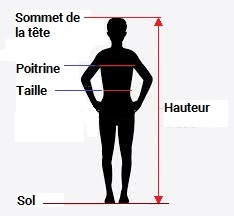 Sommet de
la tête
Poitrine
Taille
Hauteur
Sol